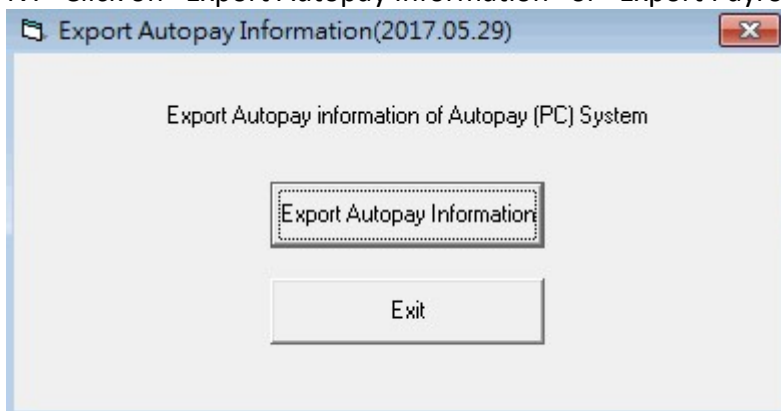 Export Autopay Information(2017.05.29)
Export Autopay information of Autopay (PC) System
Export Autopay Information
Exit